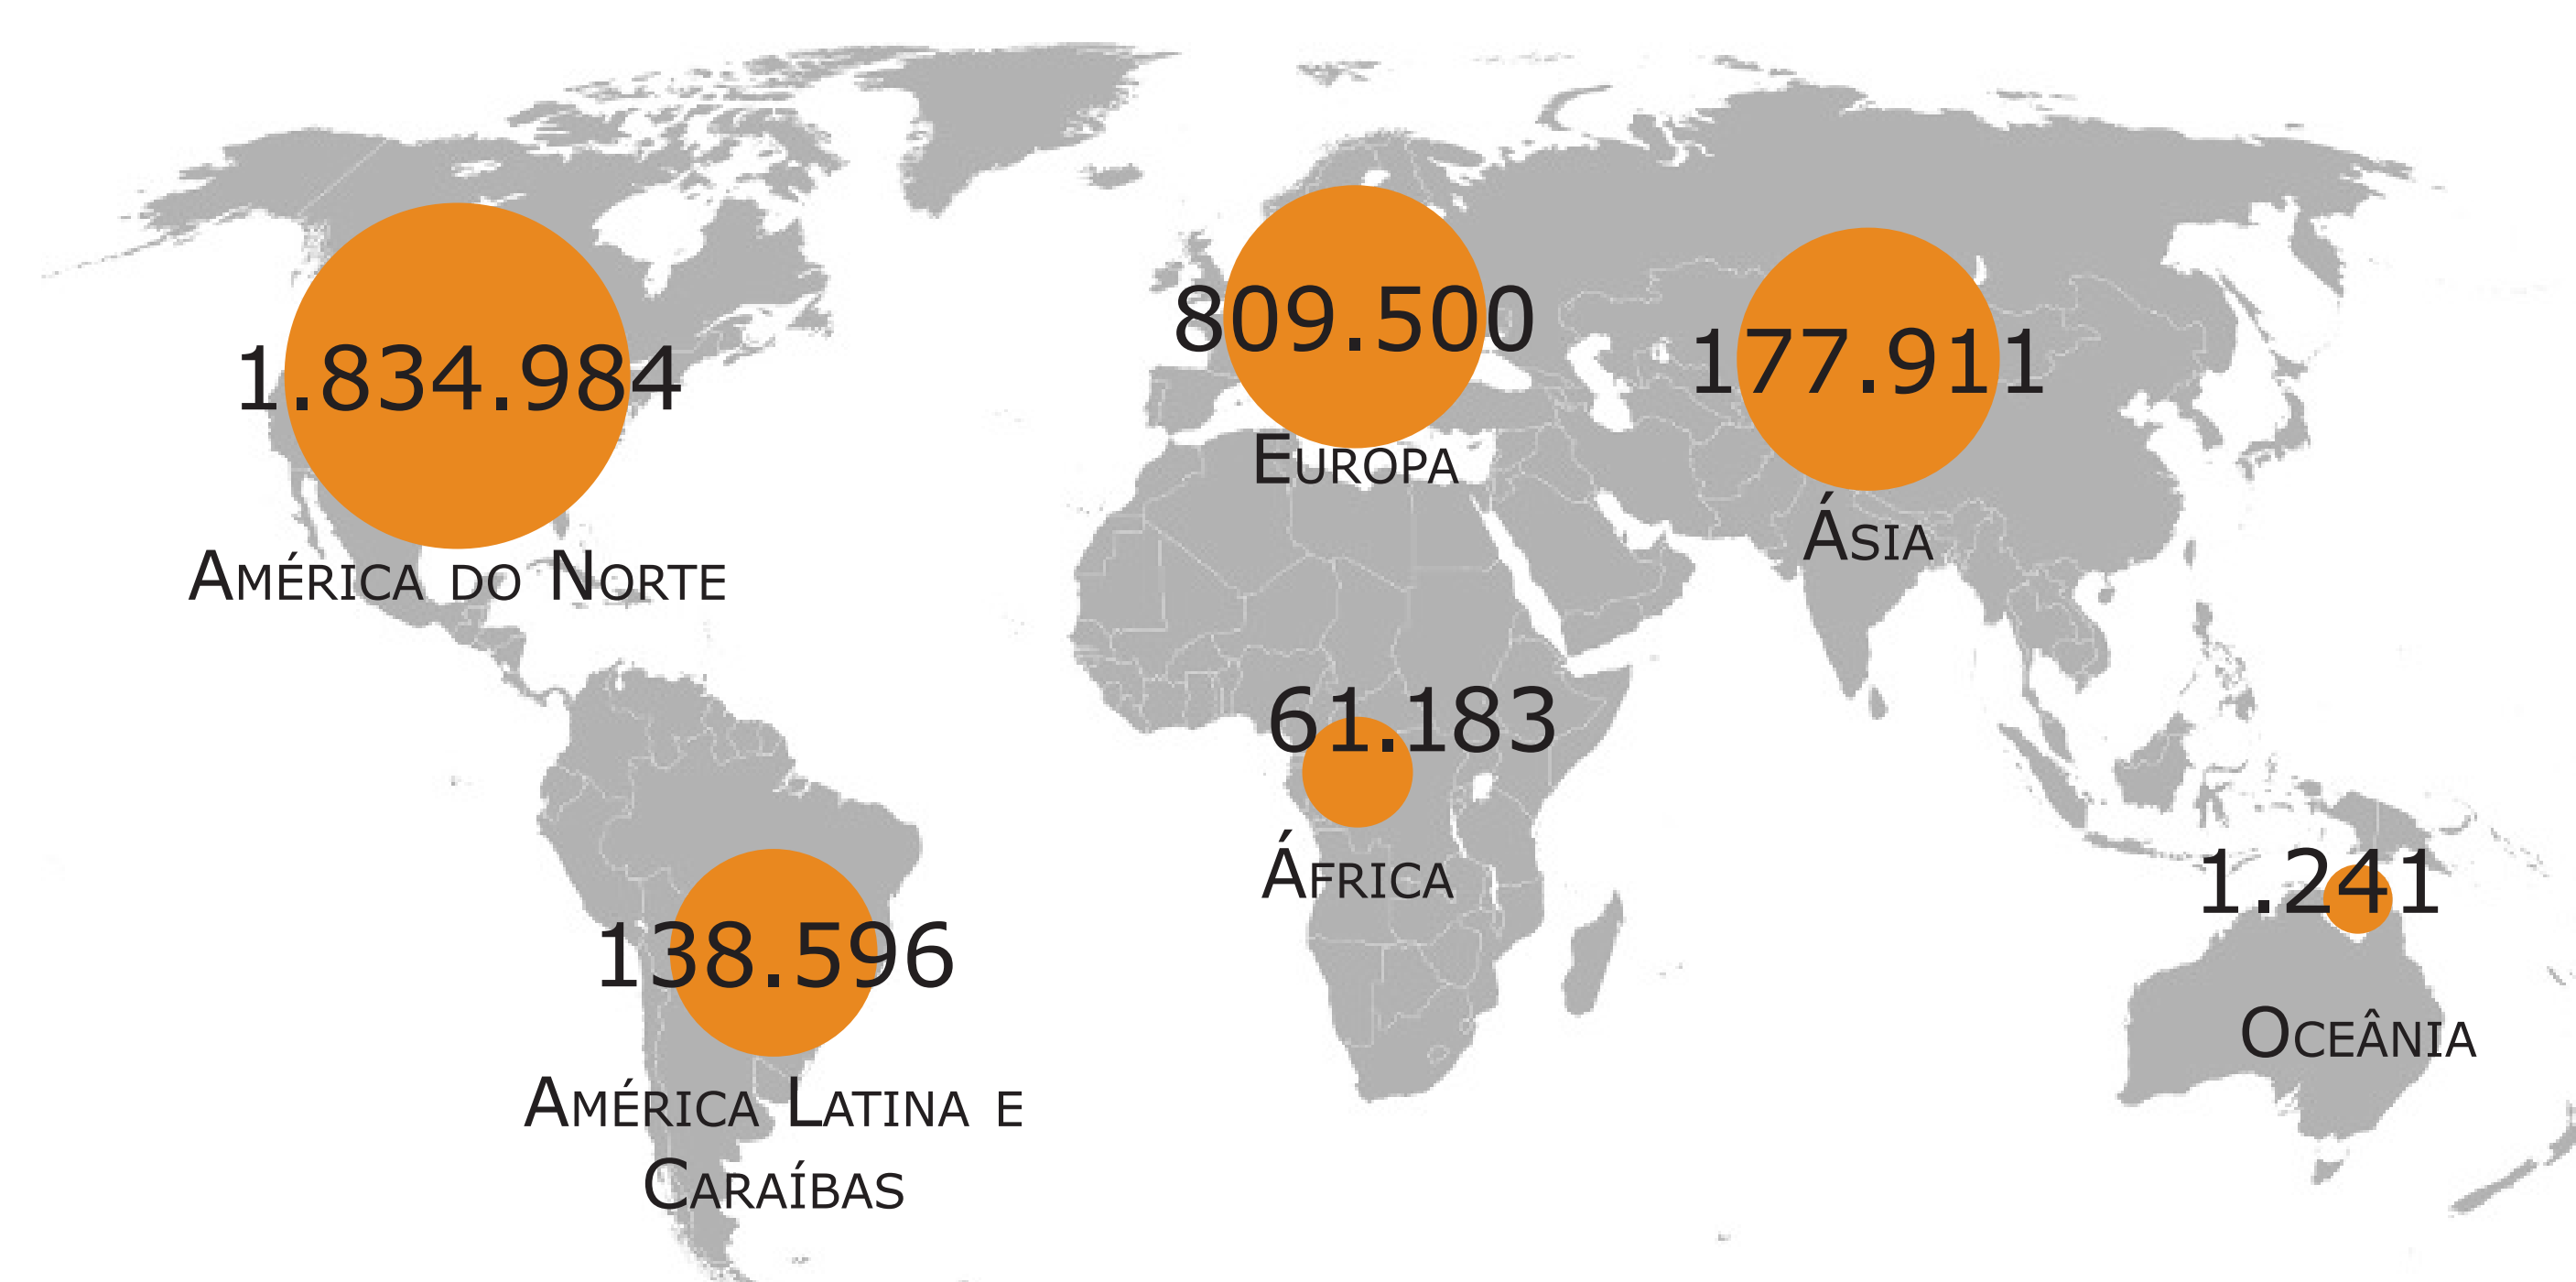 1.834.984
América do Norte
809.500
Europa
177.911
Ásia
61.183
África
138.596
América Latina e
Caraíbas
1.241
Oceânia